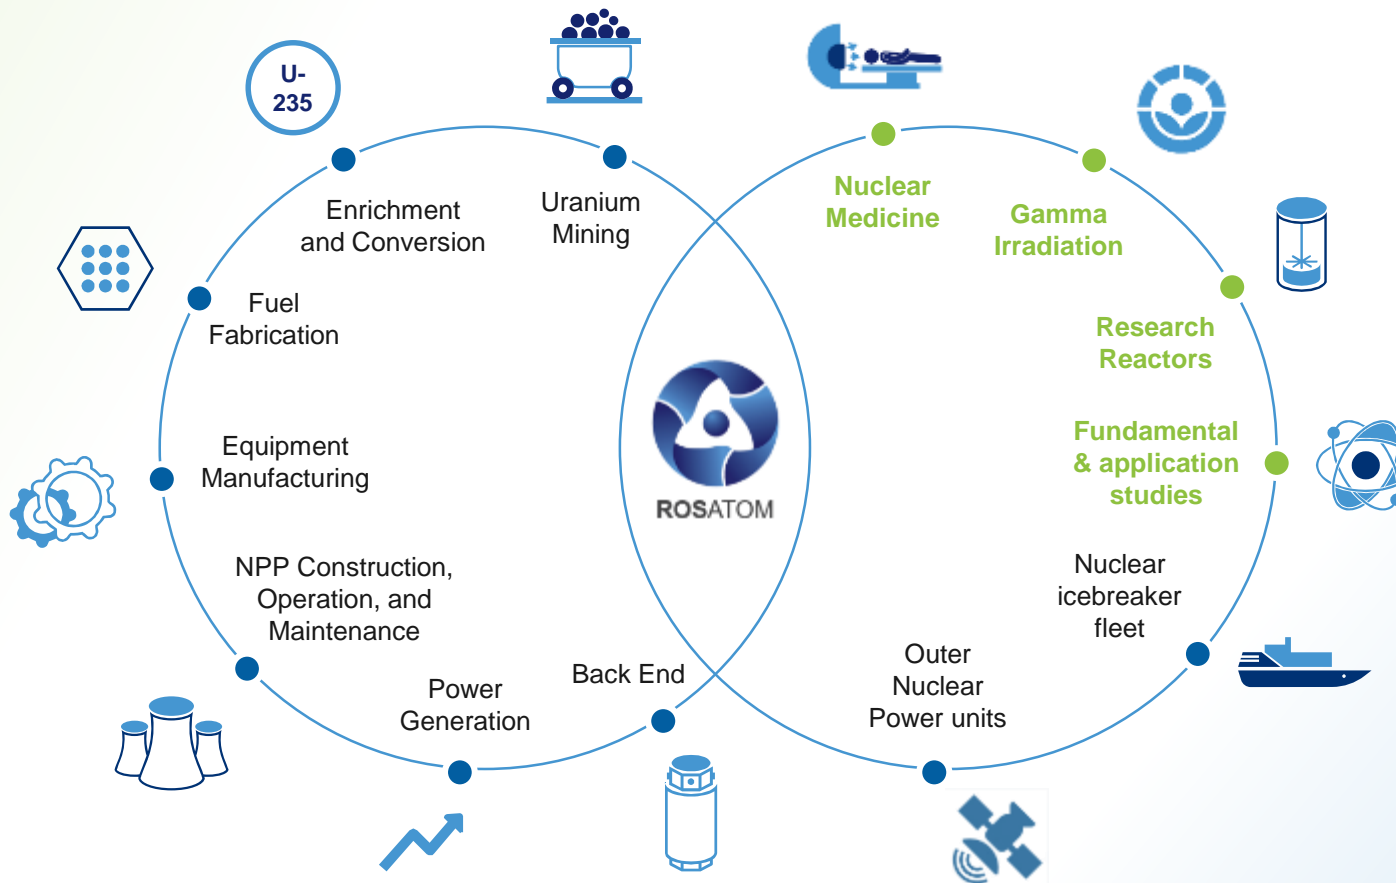 U-
235
Uranium
Mining
Enrichment
and Conversion
Fuel
Fabrication
Equipment
Manufacturing
NPP Construction,
Operation, and
Maintenance
Power
Generation
Back End
ROSATOM
Nuclear
Medicine
Gamma
Irradiation
Research
Reactors
Fundamental
& application
studies
Nuclear
icebreaker
fleet
Outer
Nuclear
Power units